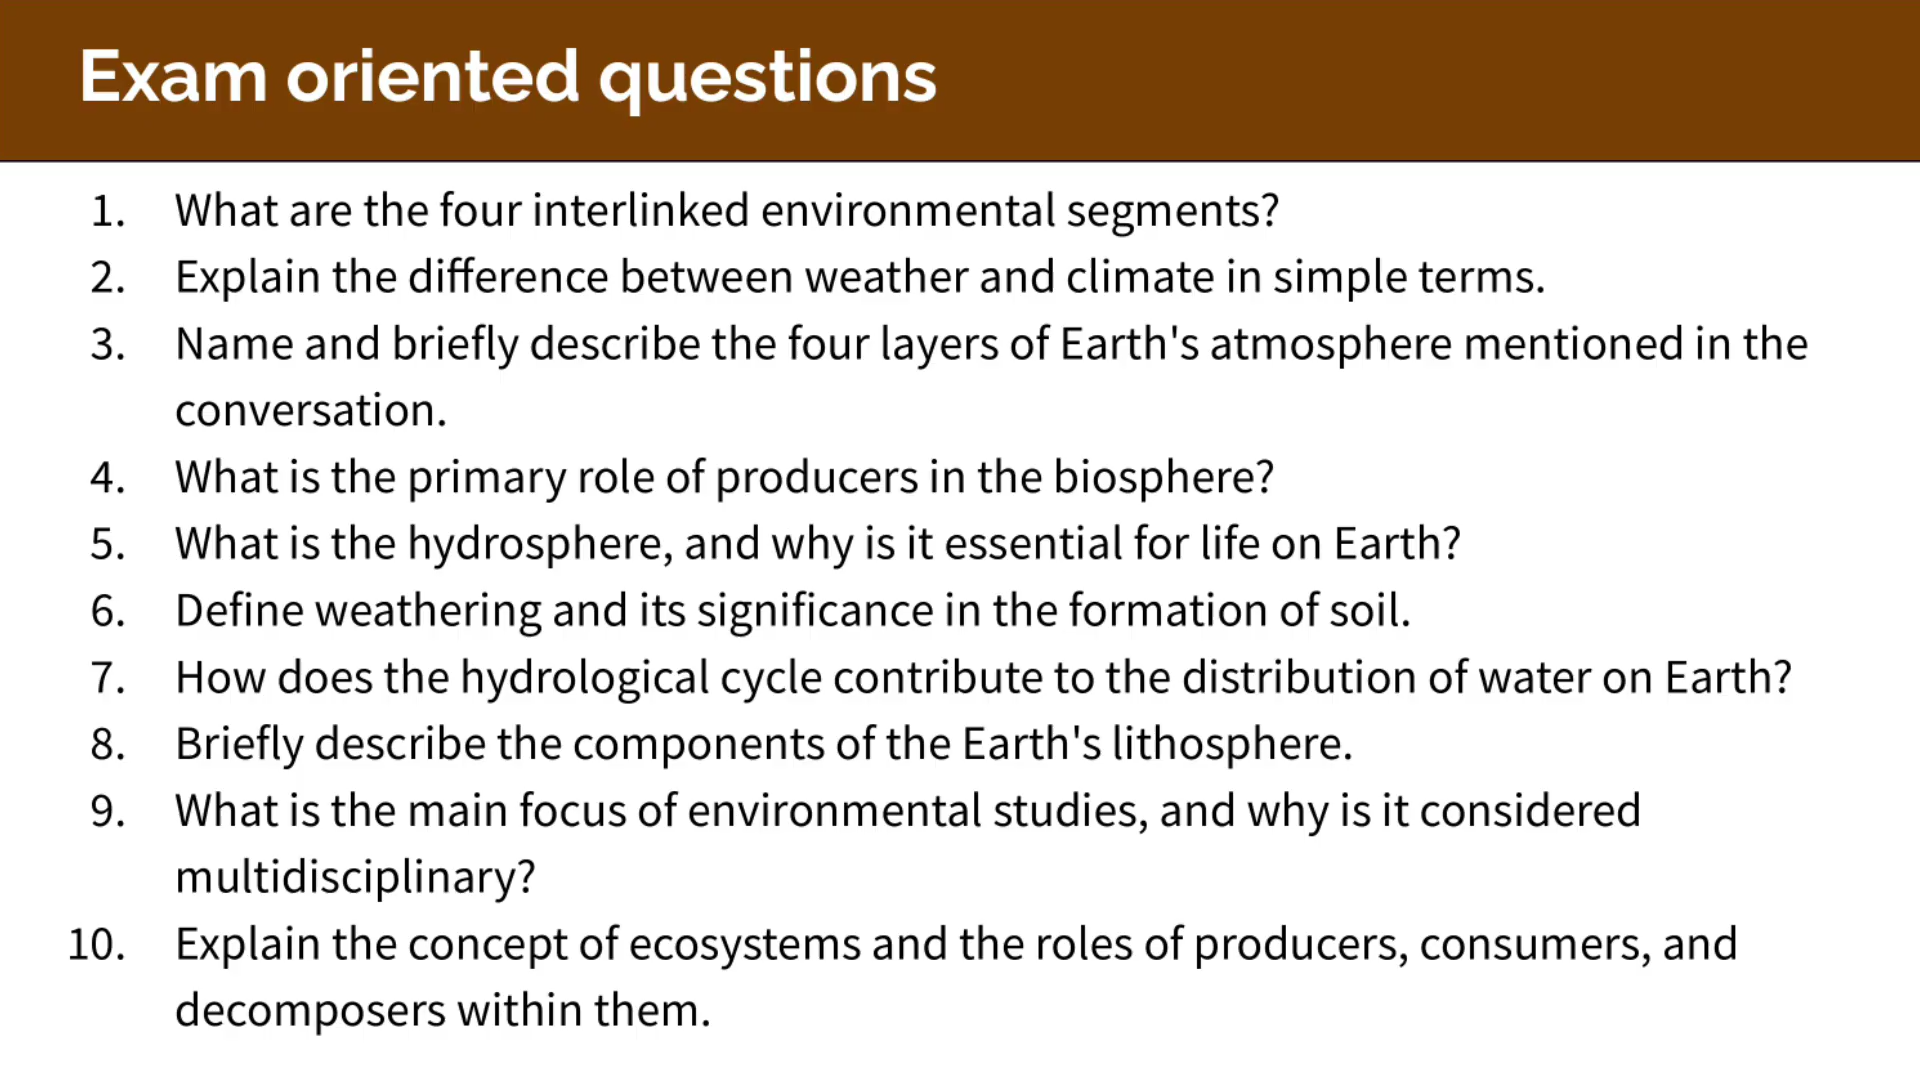 Exam oriented questions
1. What are the four interlinked environmental segments?
2. Explain the difference between weather and climate in simple terms.
3. Name and briefly describe the four layers of Earth's atmosphere mentioned in the
conversation.
4. What is the primary role of producers in the biosphere?
5. What is the hydrosphere, and why is it essential for life on Earth?
6. Define weathering and its significance in the formation of soil.
7. How does the hydrological cycle contribute to the distribution of water on Earth?
8. Briefly describe the components of the Earth's lithosphere.
9. What is the main focus of environmental studies, and why is it considered
multidisciplinary?
10. Explain the concept of ecosystems and the roles of producers, consumers, and
decomposers within them.